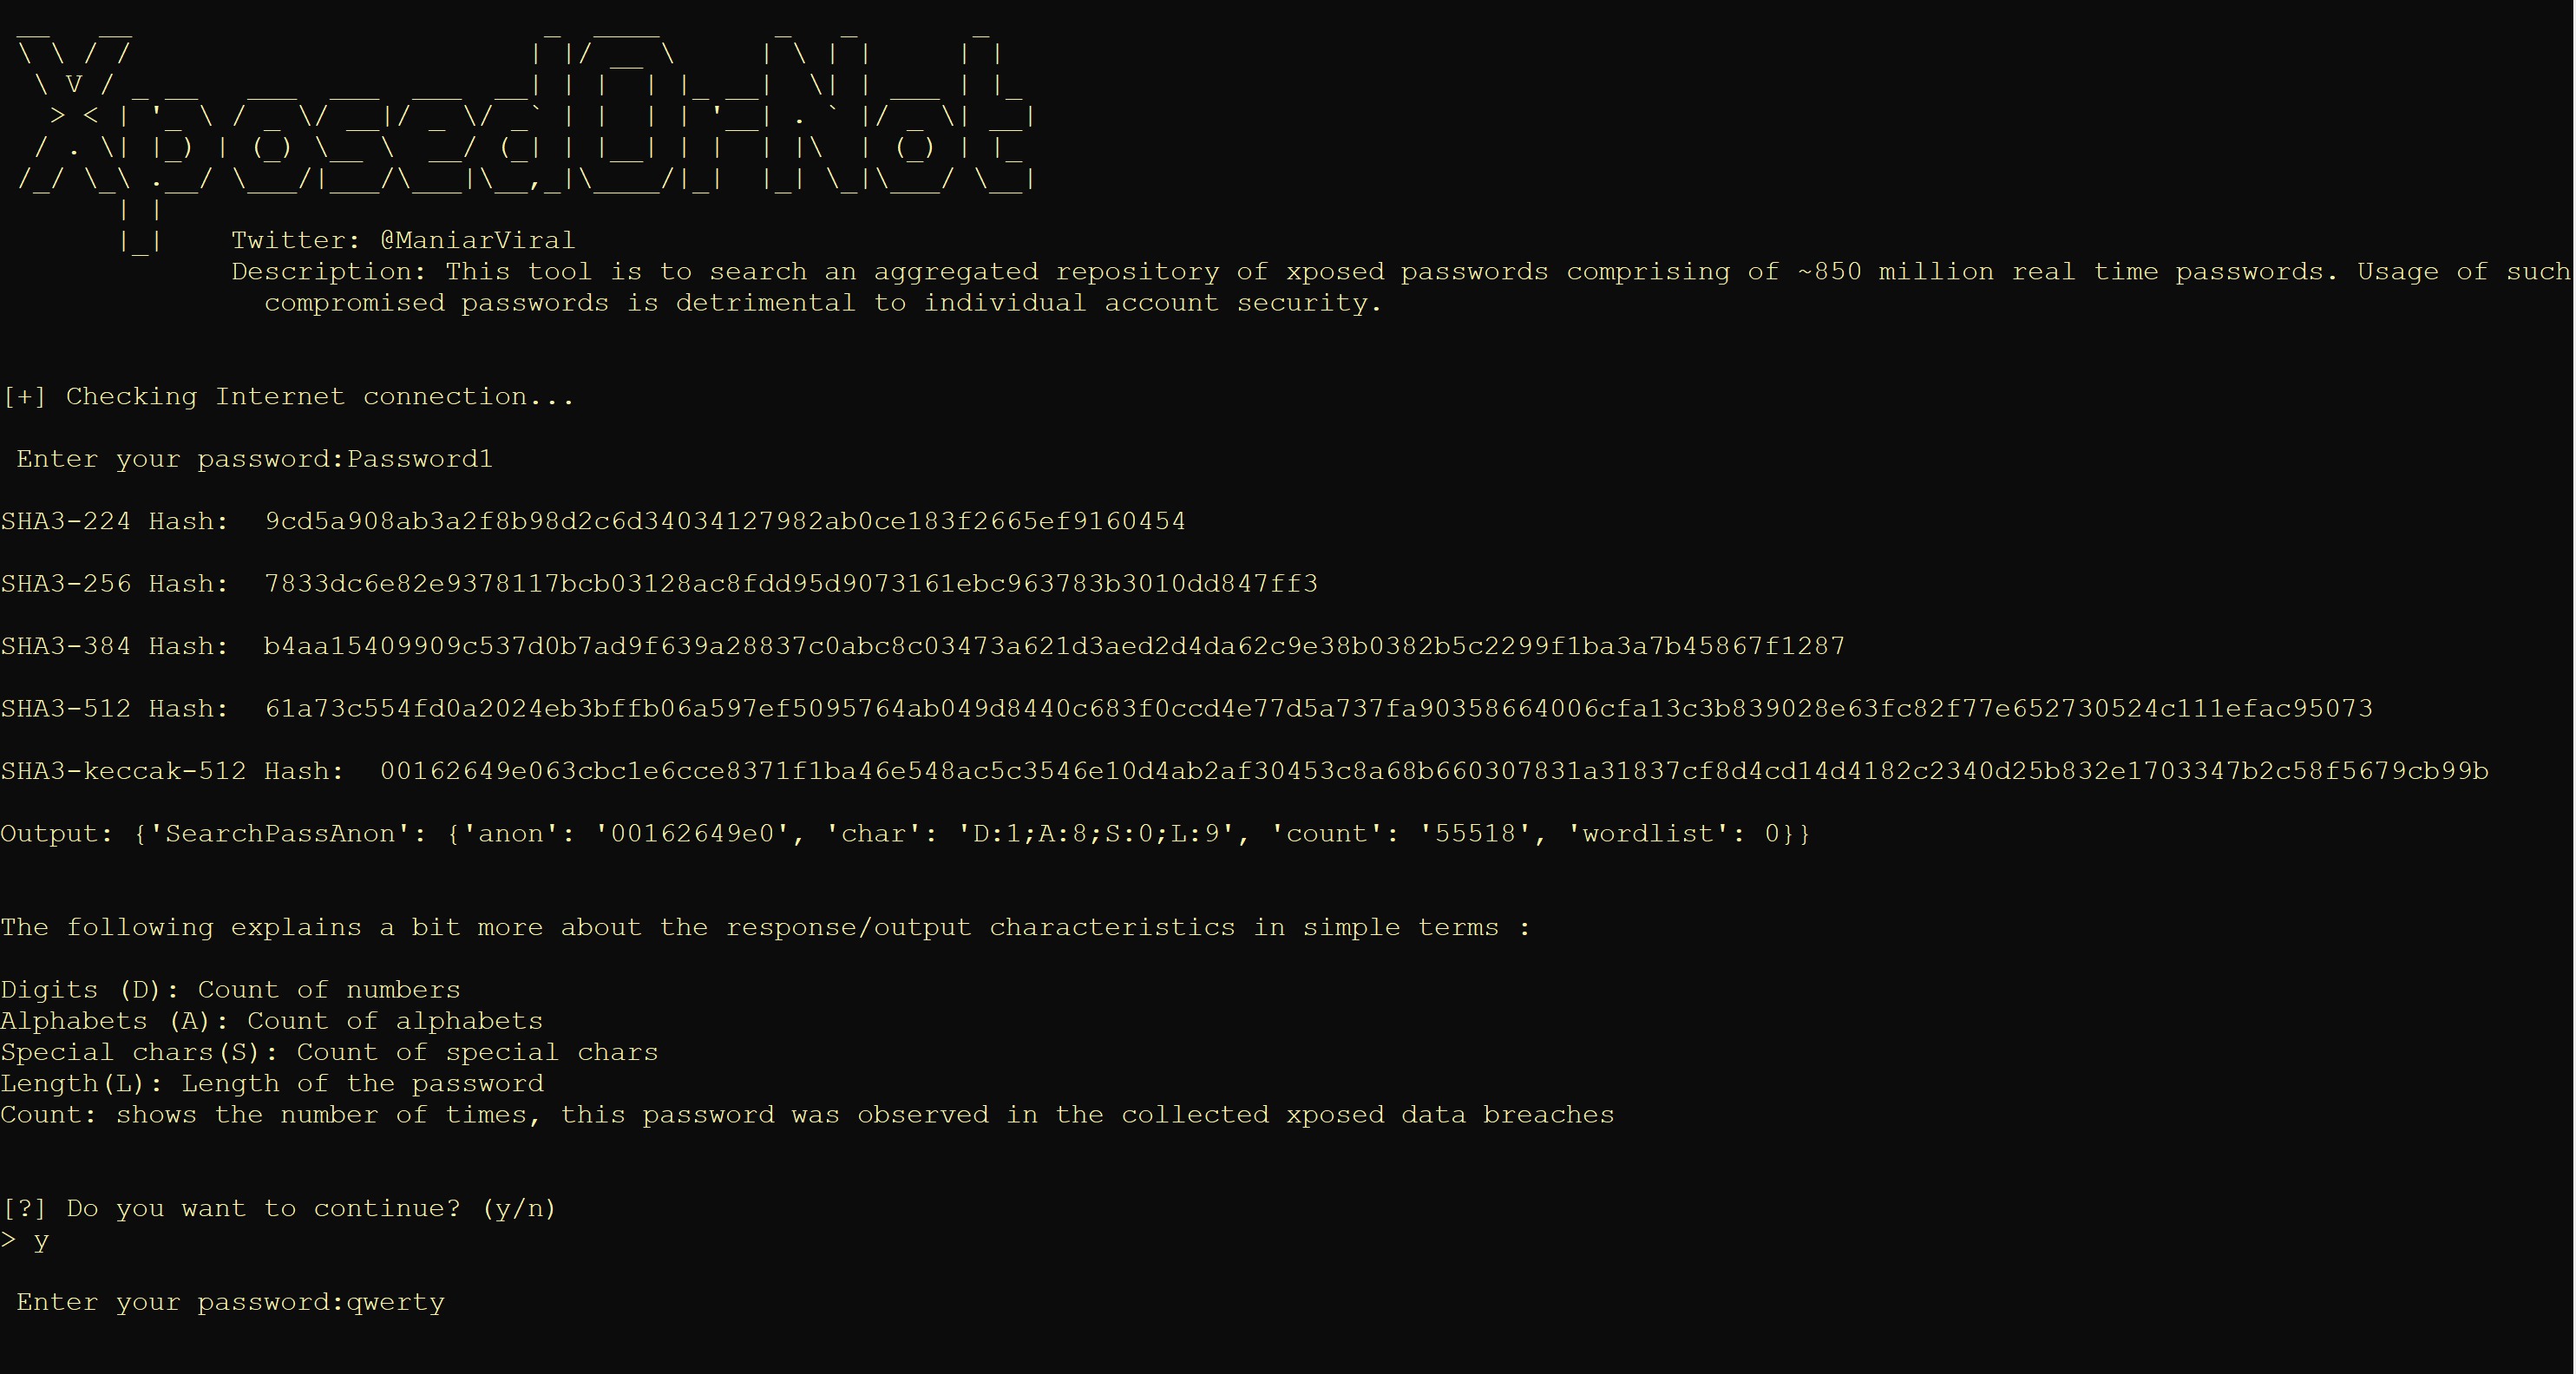 XposedOrNot
Twitter: @ManiarViral
Description: This tool is to search an aggregated repository of xposed passwords comprising of ~850 million real time passwords. Usage of such
compromised passwords is detrimental to individual account security.
[+] Checking Internet connection...
Enter your password:Password1
SHA3-224 Hash:  9cd5a908ab3a2f8b98d2c6d34034127982ab0ce183f2665ef9160454
SHA3-256 Hash:  7833dc6e82e9378117bcb03128ac8fdd95d9073161ebc963783b3010dd847ff3
SHA3-384 Hash:  b4aa15409909c537d0b7ad9f639a28837c0abc8c03473a621d3aed2d4da62c9e38b0382b5c2299f1ba3a7b45867f1287
SHA3-512 Hash:  61a73c554fd0a2024eb3bffb06a597ef5095764ab049d8440c683f0ccd4e77d5a737fa90358664006cfa13c3b839028e63fc82f77e652730524c111efac95073
SHA3-keccak-512 Hash:  00162649e063cbc1e6cce8371f1ba46e548ac5c3546e10d4ab2af30453c8a68b660307831a31837cf8d4cd14d4182c2340d25b832e1703347b2c58f5679cb99b
Output: {'SearchPassAnon': {'anon': '00162649e0', 'char': 'D:1;A:8;S:0;L:9', 'count': '55518', 'wordlist': 0}}
The following explains a bit more about the response/output characteristics in simple terms :
Digits (D): Count of numbers
Alphabets (A): Count of alphabets
Special chars(S): Count of special chars
Length(L): Length of the password
Count: shows the number of times, this password was observed in the collected xposed data breaches
[?] Do you want to continue? (y/n)
> y
Enter your password:qwerty